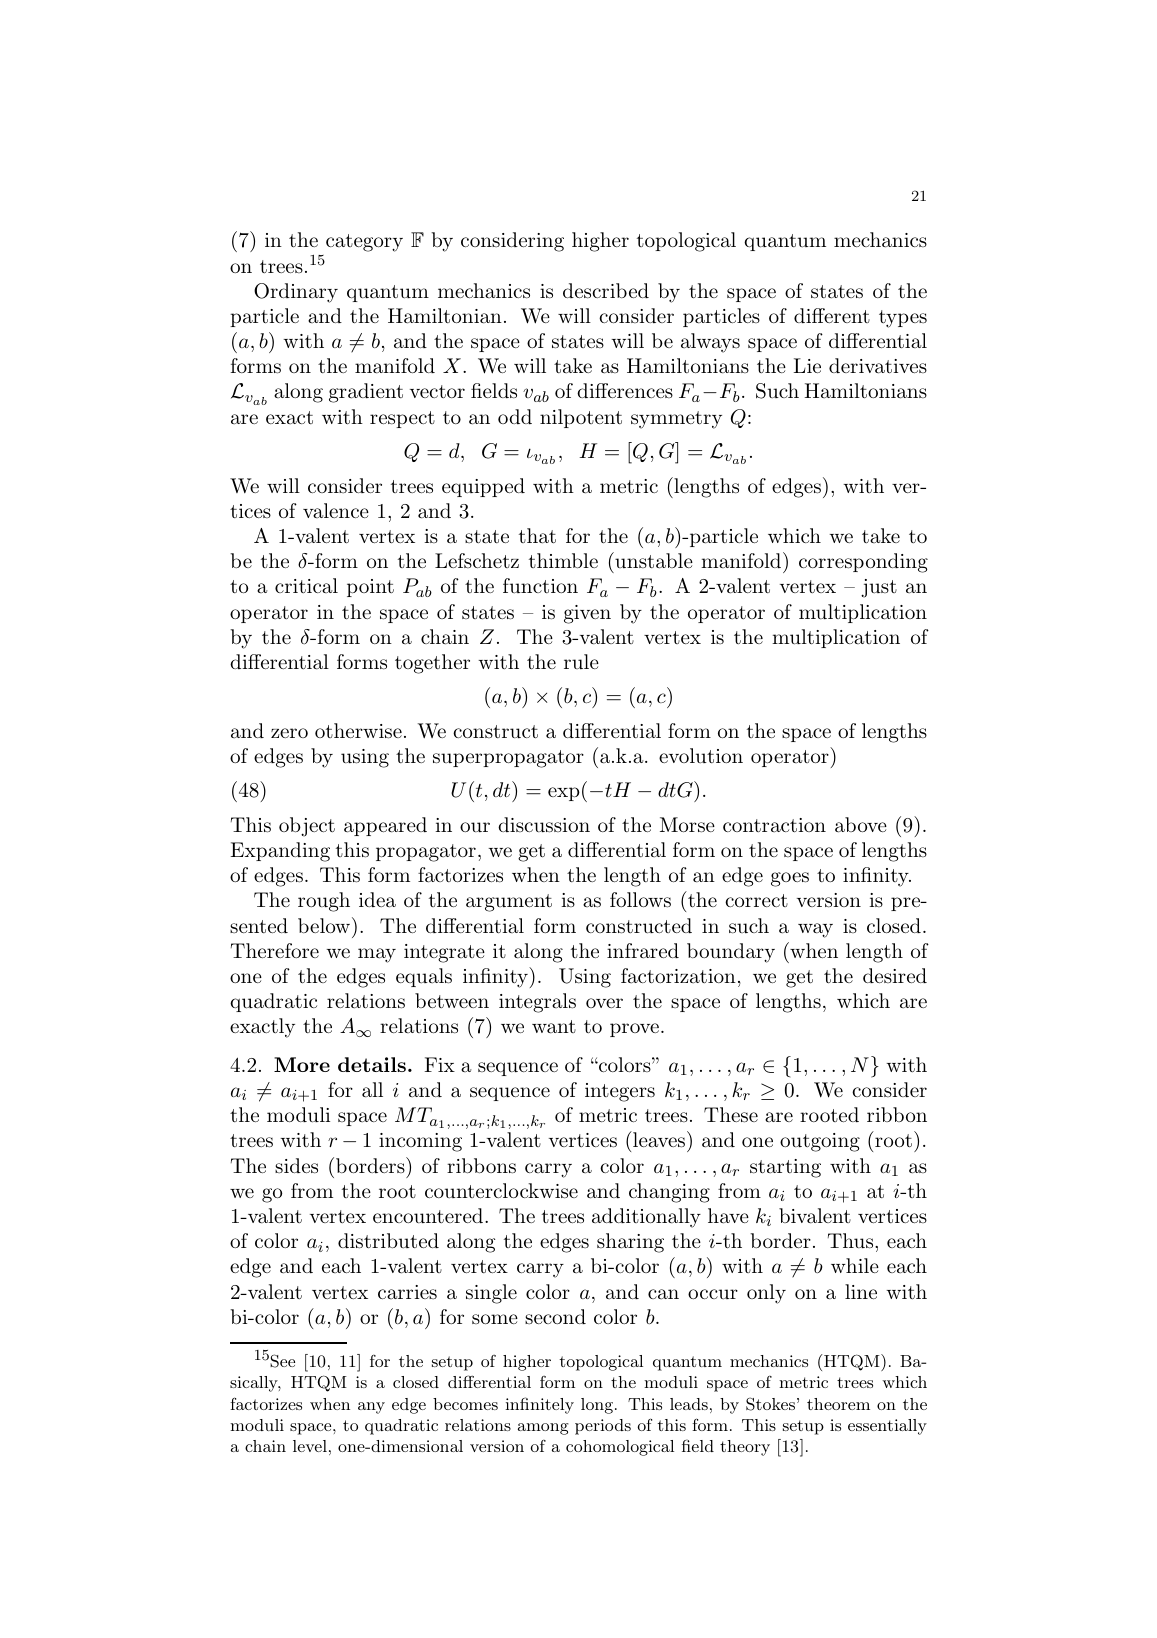 21
(7) in the category 𝔽 by considering higher topological quantum mechanics
on trees.¹⁵
Ordinary quantum mechanics is described by the space of states of the
particle and the Hamiltonian. We will consider particles of different types
(a, b) with a ≠ b, and the space of states will be always space of differential
forms on the manifold X. We will take as Hamiltonians the Lie derivatives
ℒ_{v_{ab}} along gradient vector fields v_{ab} of differences F_a−F_b. Such Hamiltonians
are exact with respect to an odd nilpotent symmetry Q:
Q = d, G = ι_{v_{ab}}, H = [Q, G] = ℒ_{v_{ab}}.
We will consider trees equipped with a metric (lengths of edges), with ver-
tices of valence 1, 2 and 3.
A 1-valent vertex is a state that for the (a, b)-particle which we take to
be the δ-form on the Lefschetz thimble (unstable manifold) corresponding
to a critical point P_{ab} of the function F_a − F_b. A 2-valent vertex – just an
operator in the space of states – is given by the operator of multiplication
by the δ-form on a chain Z. The 3-valent vertex is the multiplication of
differential forms together with the rule
(a, b) × (b, c) = (a, c)
and zero otherwise. We construct a differential form on the space of lengths
of edges by using the superpropagator (a.k.a. evolution operator)
(48) U(t, dt) = exp(−tH − dtG).
This object appeared in our discussion of the Morse contraction above (9).
Expanding this propagator, we get a differential form on the space of lengths
of edges. This form factorizes when the length of an edge goes to infinity.
The rough idea of the argument is as follows (the correct version is pre-
sented below). The differential form constructed in such a way is closed.
Therefore we may integrate it along the infrared boundary (when length of
one of the edges equals infinity). Using factorization, we get the desired
quadratic relations between integrals over the space of lengths, which are
exactly the A_∞ relations (7) we want to prove.
4.2. More details. Fix a sequence of “colors” a₁, . . . , a_r ∈ {1, . . . , N} with
a_i ≠ a_{i+1} for all i and a sequence of integers k₁, . . . , k_r ≥ 0. We consider
the moduli space MT_{a₁,...,a_r;k₁,...,k_r} of metric trees. These are rooted ribbon
trees with r − 1 incoming 1-valent vertices (leaves) and one outgoing (root).
The sides (borders) of ribbons carry a color a₁, . . . , a_r starting with a₁ as
we go from the root counterclockwise and changing from a_i to a_{i+1} at i-th
1-valent vertex encountered. The trees additionally have k_i bivalent vertices
of color a_i, distributed along the edges sharing the i-th border. Thus, each
edge and each 1-valent vertex carry a bi-color (a, b) with a ≠ b while each
2-valent vertex carries a single color a, and can occur only on a line with
bi-color (a, b) or (b, a) for some second color b.
¹⁵See [10, 11] for the setup of higher topological quantum mechanics (HTQM). Ba-
sically, HTQM is a closed differential form on the moduli space of metric trees which
factorizes when any edge becomes infinitely long. This leads, by Stokes’ theorem on the
moduli space, to quadratic relations among periods of this form. This setup is essentially
a chain level, one-dimensional version of a cohomological field theory [13].